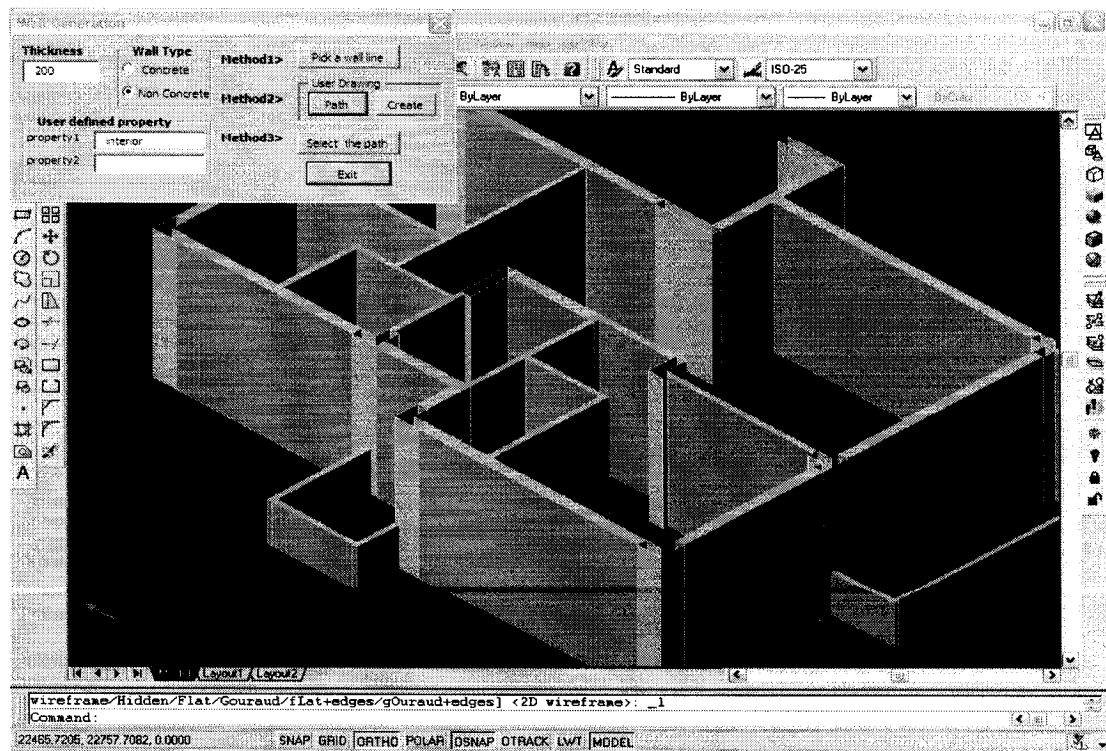 Wall Generation
Thickness
200
Wall Type
Concrete
Non Concrete
User defined property
property1 interior
property2
Method1> Pick a wall line
User Drawing
Method2> Path Create
Method3> Select the path
Exit
Standard ISO-25
ByLayer ByLayer ByLayer ByColor
A
Layout1 Layout2
wireframe/Hidden/Flat/Gouraud/fLat+edges/gOuraud+edges] <2D wireframe>: _l
Command:
22465.7205, 22757.7082, 0.0000 SNAP GRID ORTHO POLAR OSNAP OTRACK LWT MODEL